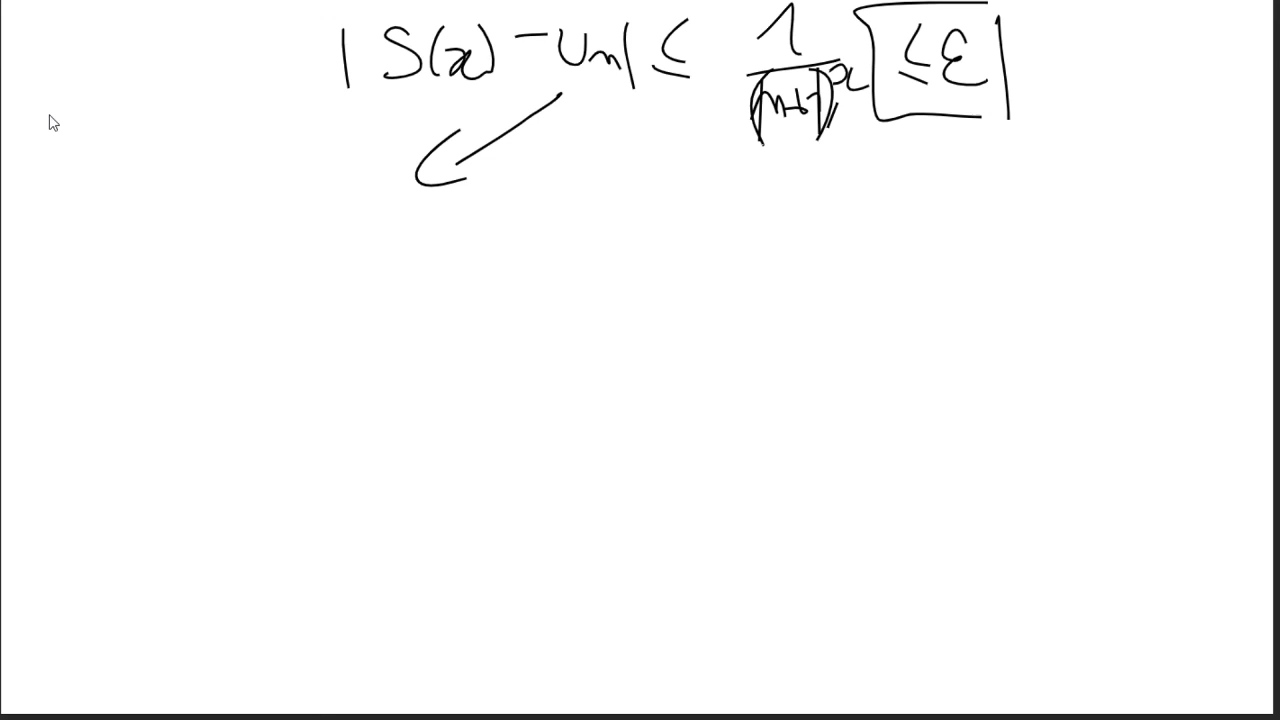 | S(x) - Un| ≤ 1/(n+1)^x ≤ ε